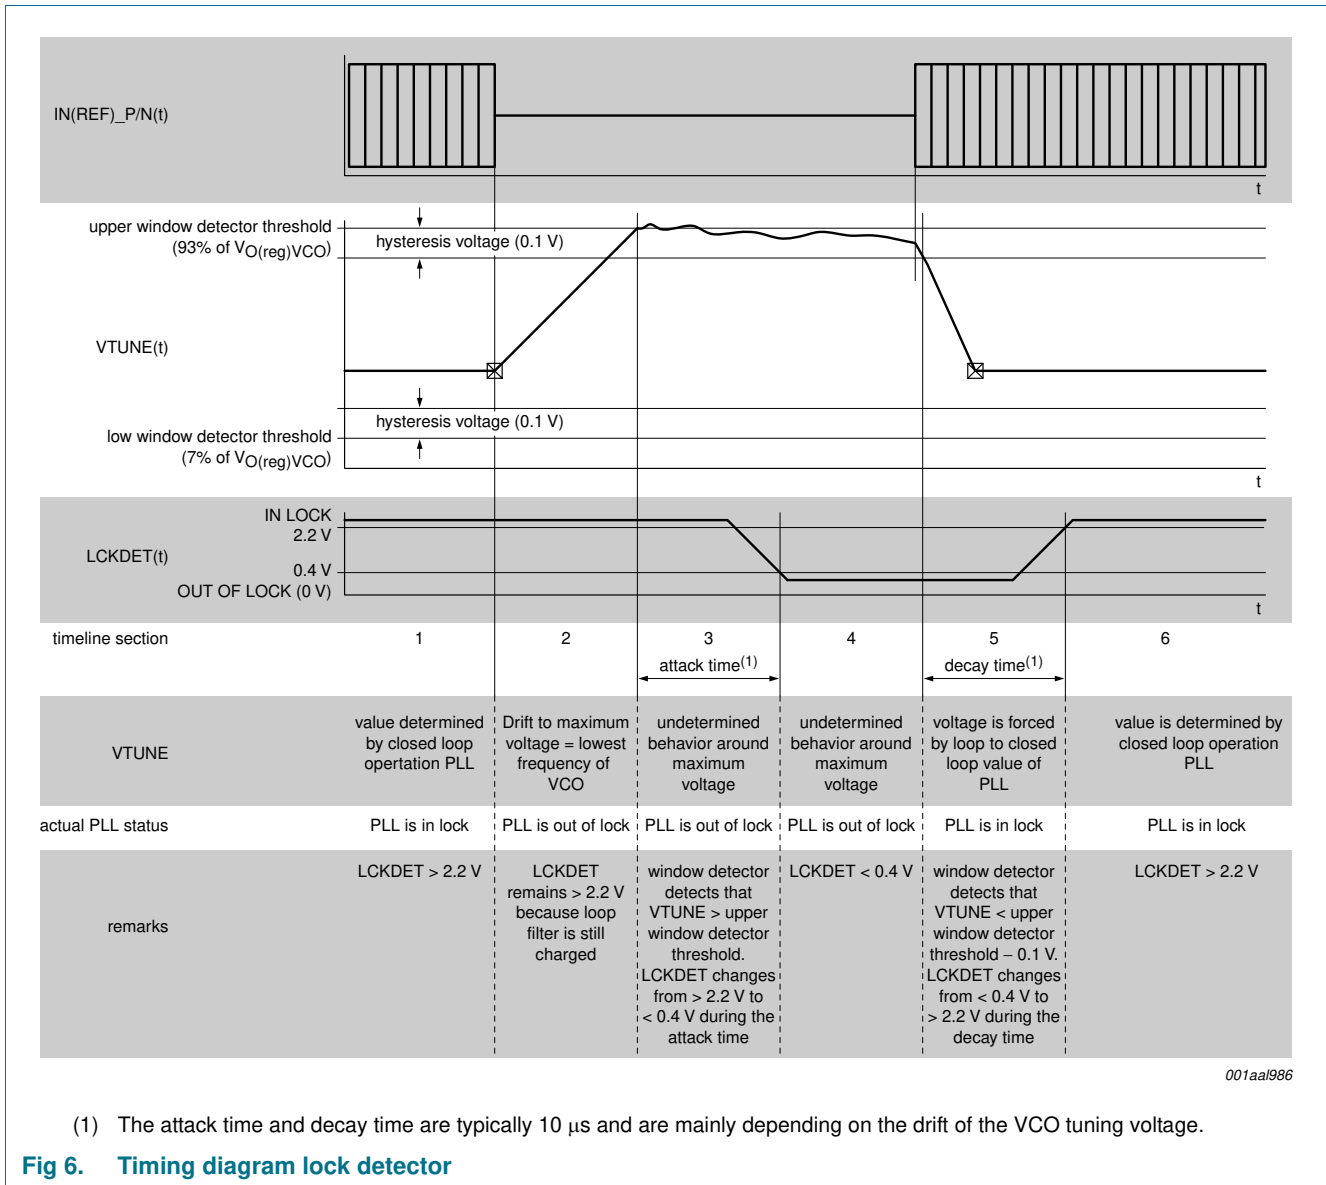 IN(REF)_P/N(t)
t
upper window detector threshold
(93% of VO(reg)VCO)
hysteresis voltage (0.1 V)
VTUNE(t)
hysteresis voltage (0.1 V)
low window detector threshold
(7% of VO(reg)VCO)
t
IN LOCK
2.2 V
LCKDET(t)
0.4 V
OUT OF LOCK (0 V)
t
timeline section 1 2 3 4 5 6
attack time(1) decay time(1)
VTUNE
value determined
by closed loop
opertation PLL
Drift to maximum
voltage = lowest
frequency of
VCO
undetermined
behavior around
maximum
voltage
undetermined
behavior around
maximum
voltage
voltage is forced
by loop to closed
loop value of
PLL
value is determined by
closed loop operation
PLL
actual PLL status PLL is in lock PLL is out of lock PLL is out of lock PLL is out of lock PLL is in lock PLL is in lock
remarks
LCKDET > 2.2 V
LCKDET
remains > 2.2 V
because loop
filter is still
charged
window detector
detects that
VTUNE > upper
window detector
threshold.
LCKDET changes
from > 2.2 V to
< 0.4 V during the
attack time
LCKDET < 0.4 V
window detector
detects that
VTUNE < upper
window detector
threshold − 0.1 V.
LCKDET changes
from < 0.4 V to
> 2.2 V during the
decay time
LCKDET > 2.2 V
001aal986
(1) The attack time and decay time are typically 10 μs and are mainly depending on the drift of the VCO tuning voltage.
Fig 6. Timing diagram lock detector